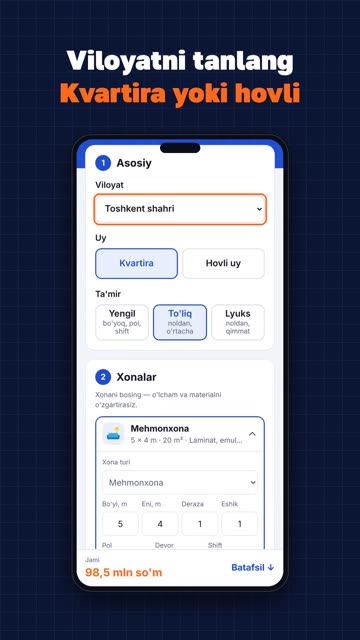 Viloyatni tanlang
Kvartira yoki hovli
1 Asosiy
Viloyat
Toshkent shahri
Uy
Kvartira
Hovli uy
Ta'mir
Yengil
bo'yoq, pol,
shift
To'liq
noldan,
o'rtacha
Lyuks
noldan,
qimmat
2 Xonalar
Xonani bosing — o'lcham va materialni
o'zgartirasiz.
Mehmonxona
5 × 4 m · 20 m² · Laminat, emul...
Xona turi
Mehmonxona
Bo'yi, m
Eni, m
Deraza
Eshik
5
4
1
1
Pol
Devor
Shift
Jami
98,5 mln so'm
Batafsil ↓